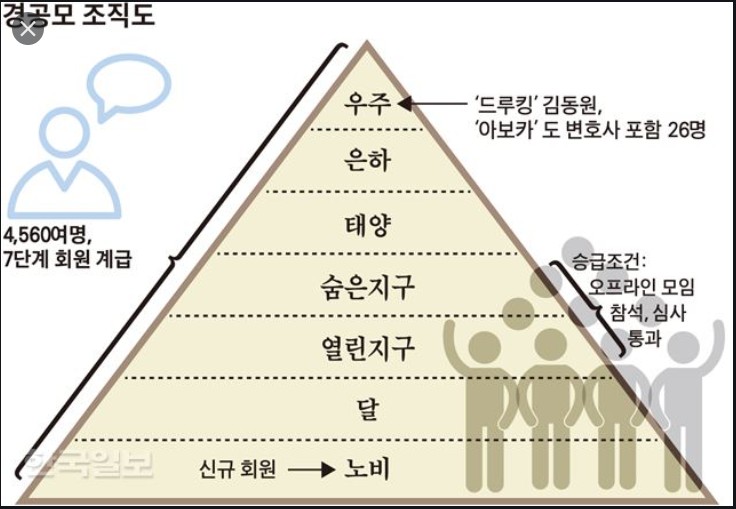 경공모 조직도
우주
'드루킹' 김동원,
'아보카' 도 변호사 포함 26명
은하
4,560여명,
7단계 회원 계급
태양
숨은지구
승급조건:
오프라인 모임
참석, 심사
통과
열린지구
달
신규 회원
노비
한국일보